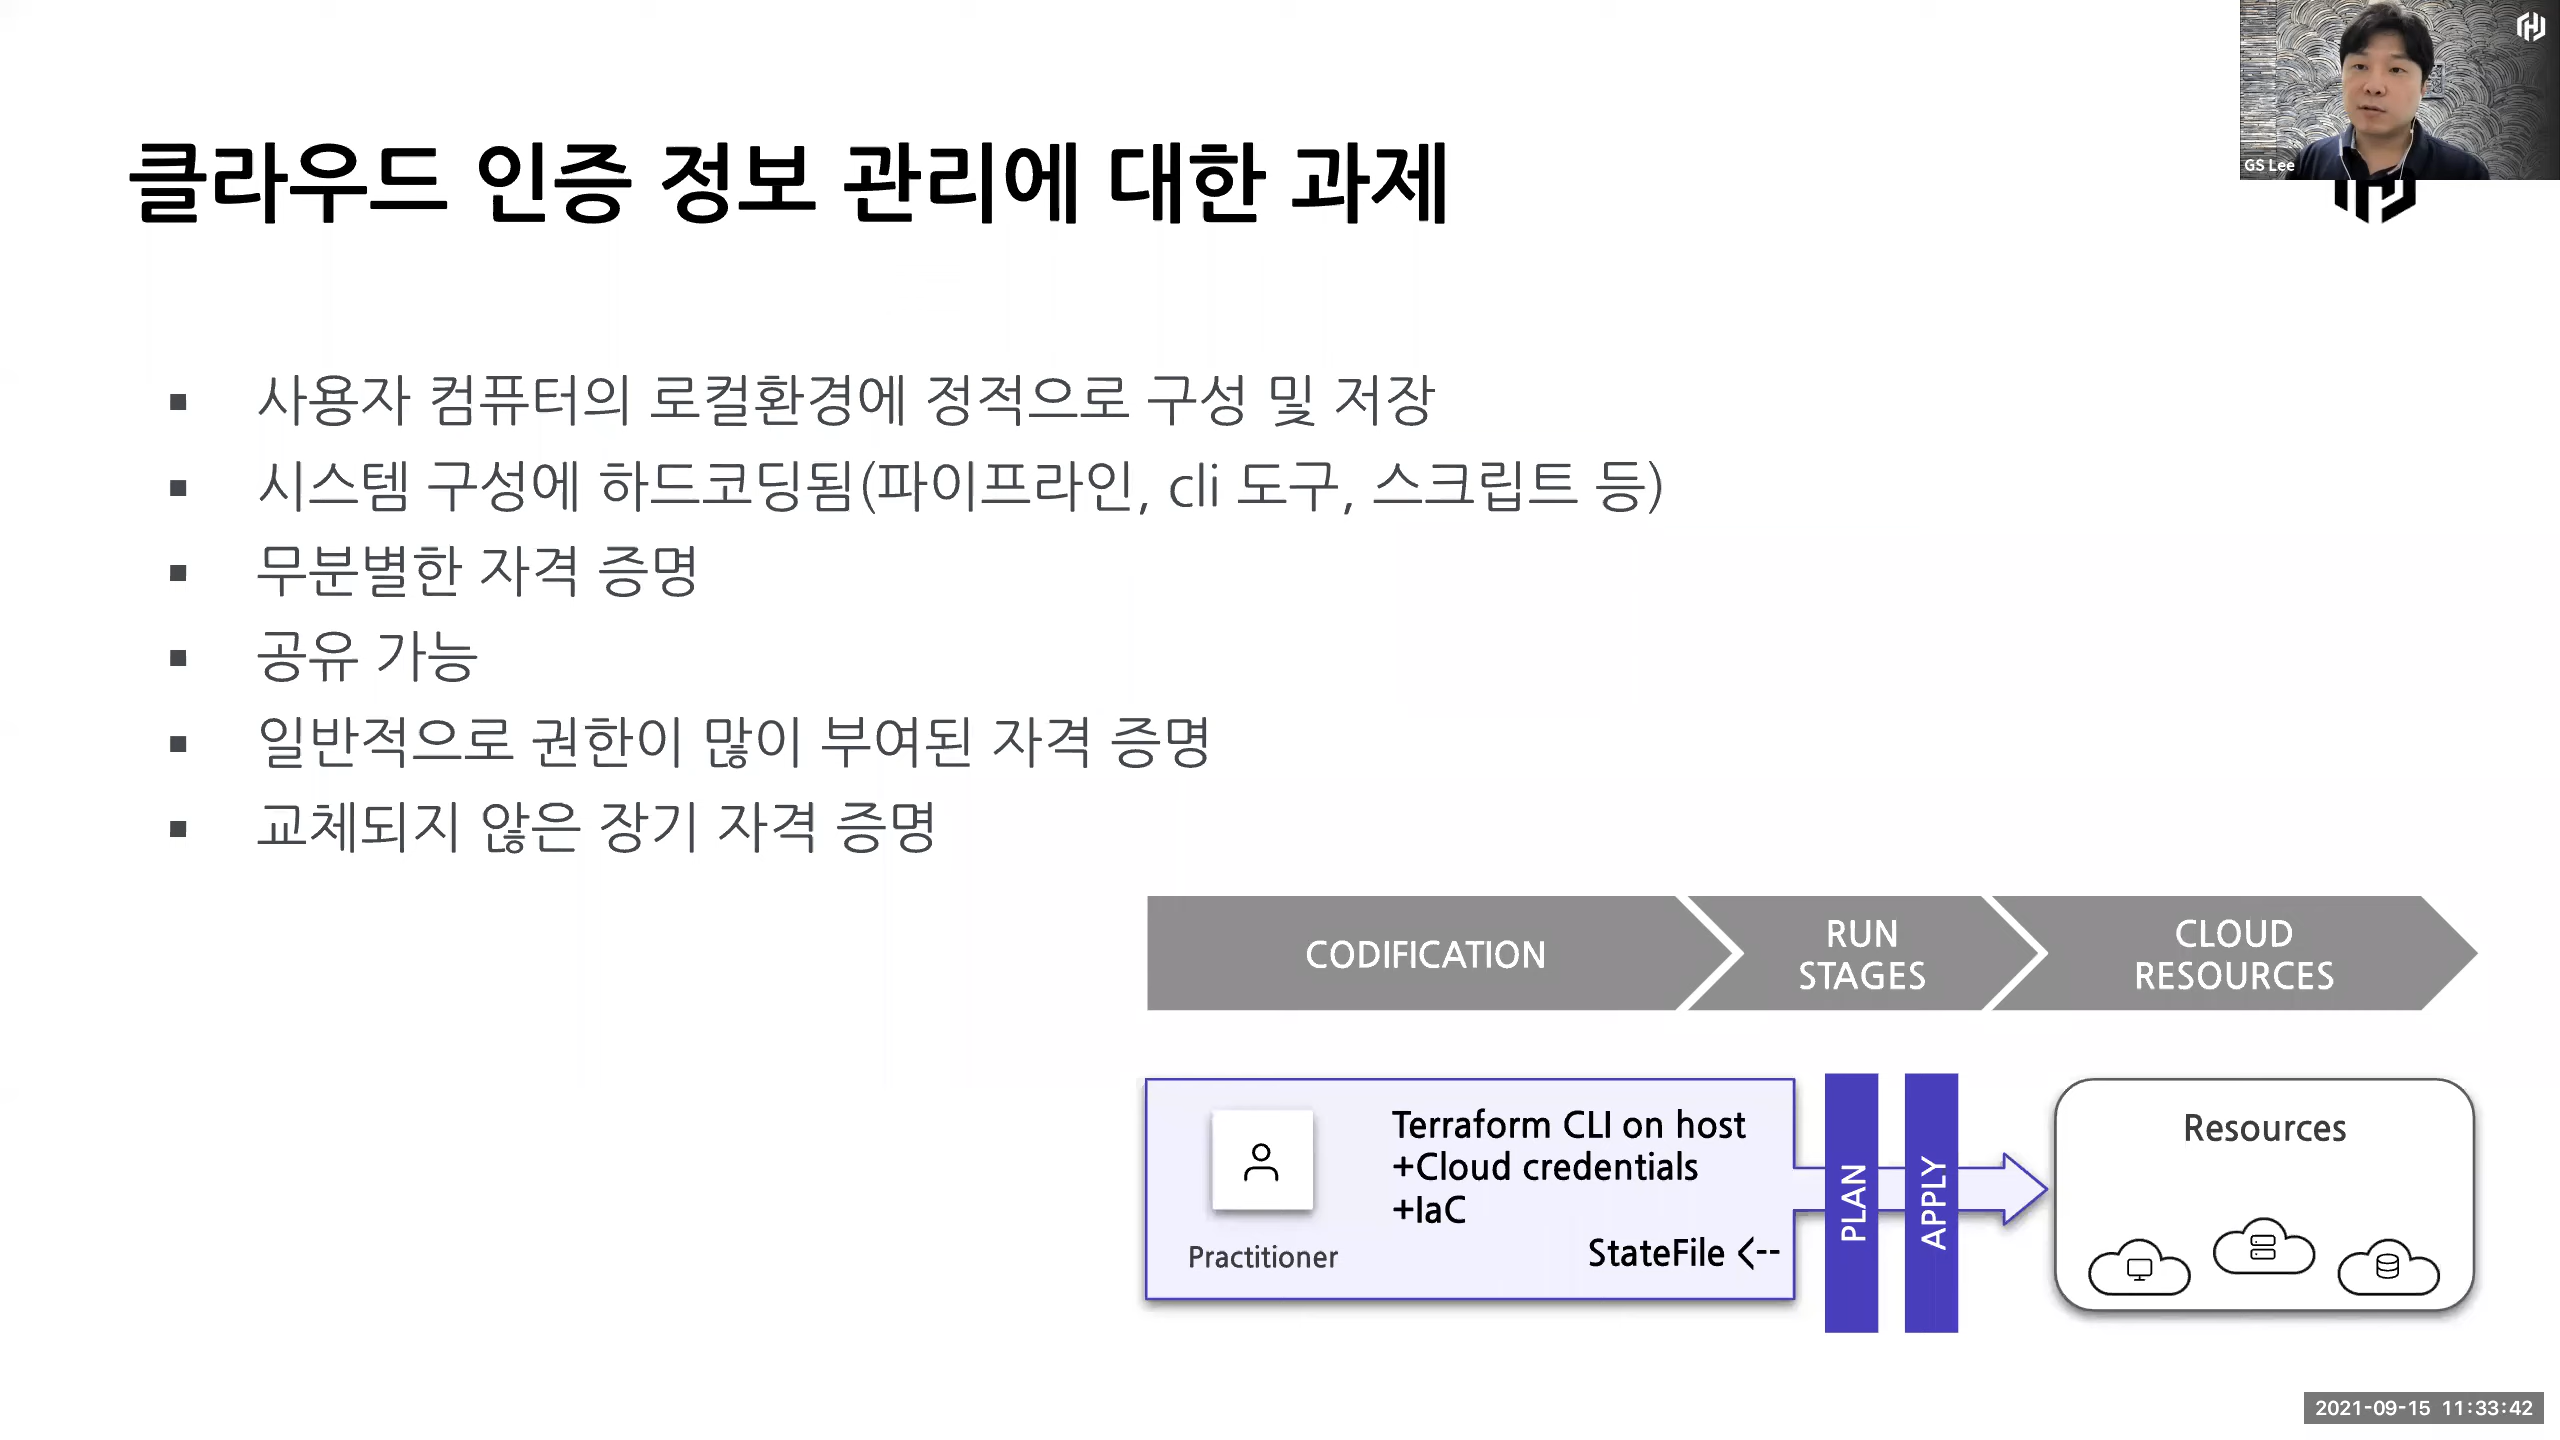 클라우드 인증 정보 관리에 대한 과제
GS Lee
▪ 사용자 컴퓨터의 로컬환경에 정적으로 구성 및 저장
▪ 시스템 구성에 하드코딩됨(파이프라인, cli 도구, 스크립트 등)
▪ 무분별한 자격 증명
▪ 공유 가능
▪ 일반적으로 권한이 많이 부여된 자격 증명
▪ 교체되지 않은 장기 자격 증명
CODIFICATION
RUN
STAGES
CLOUD
RESOURCES
Terraform CLI on host
+Cloud credentials
+IaC
StateFile <--
Practitioner
PLAN
APPLY
Resources
2021-09-15 11:33:42